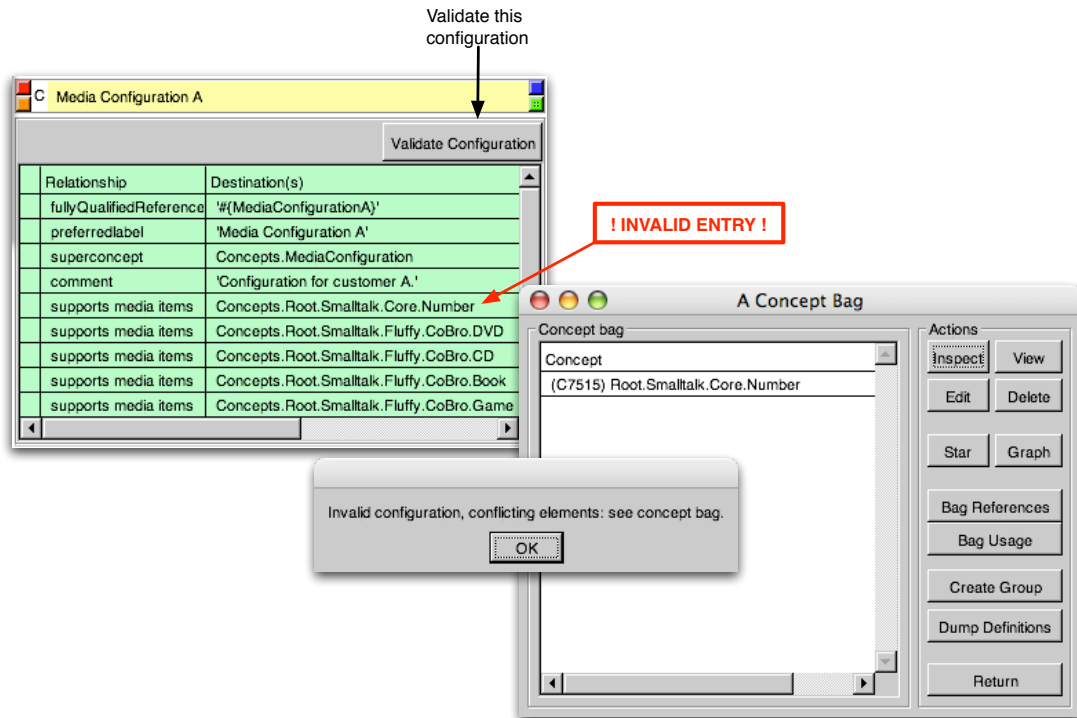 Validate this
configuration
C Media Configuration A
Validate Configuration
Relationship Destination(s)
fullyQualifiedReference '#{MediaConfigurationA}'
preferredlabel 'Media Configuration A'
superconcept Concepts.MediaConfiguration
comment 'Configuration for customer A.'
supports media items Concepts.Root.Smalltalk.Core.Number
supports media items Concepts.Root.Smalltalk.Fluffy.CoBro.DVD
supports media items Concepts.Root.Smalltalk.Fluffy.CoBro.CD
supports media items Concepts.Root.Smalltalk.Fluffy.CoBro.Book
supports media items Concepts.Root.Smalltalk.Fluffy.CoBro.Game
! INVALID ENTRY !
A Concept Bag
Concept bag
Concept
(C7515) Root.Smalltalk.Core.Number
Actions
Inspect View
Edit Delete
Star Graph
Bag References
Bag Usage
Create Group
Dump Definitions
Return
Invalid configuration, conflicting elements: see concept bag.
OK